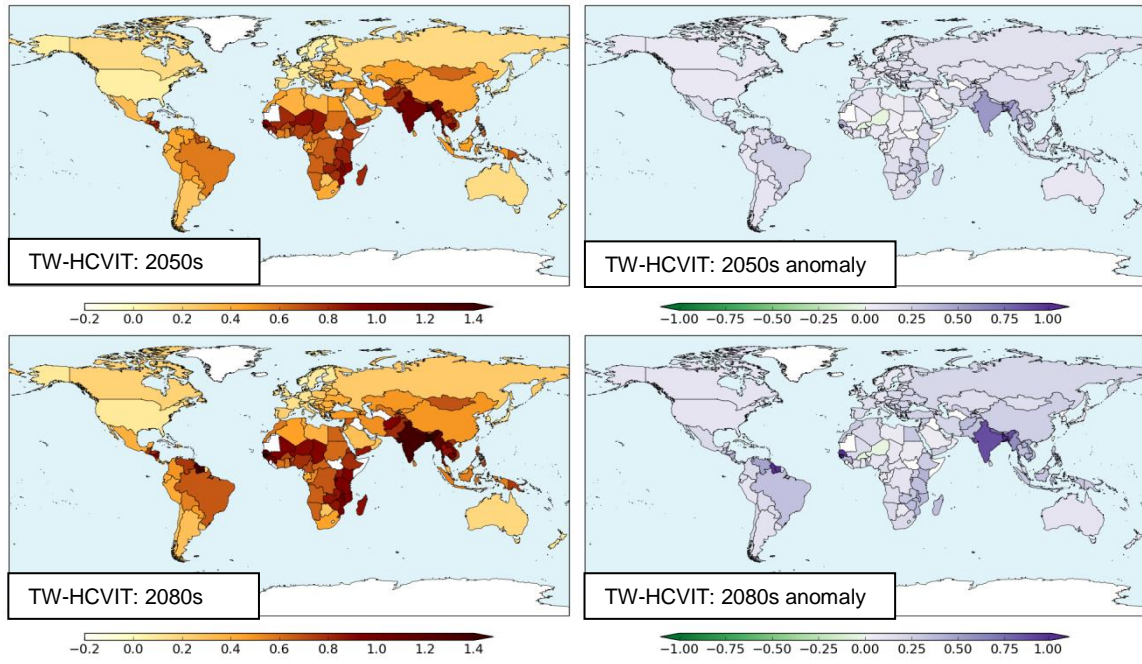 TW-HCVIT: 2050s
TW-HCVIT: 2050s anomaly
−0.2 0.0 0.2 0.4 0.6 0.8 1.0 1.2 1.4
−1.00 −0.75 −0.50 −0.25 0.00 0.25 0.50 0.75 1.00
TW-HCVIT: 2080s
TW-HCVIT: 2080s anomaly
−0.2 0.0 0.2 0.4 0.6 0.8 1.0 1.2 1.4
−1.00 −0.75 −0.50 −0.25 0.00 0.25 0.50 0.75 1.00